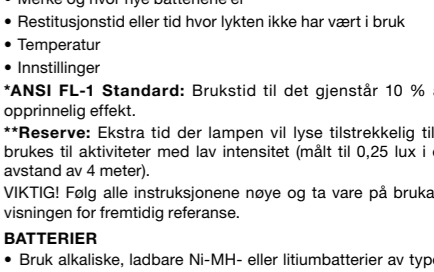 • Merke og hvor nye batteriene er
• Restitusjonstid eller tid hvor lykten ikke har vært i bruk
• Temperatur
• Innstillinger
*ANSI FL-1 Standard: Brukstid til det gjenstår 10 %
opprinnelig effekt.
**Reserve: Ekstra tid der lampen vil lyse tilstrekkelig til
brukes til aktiviteter med lav intensitet (målt til 0,25 lux i
avstand av 4 meter).
VIKTIG! Følg alle instruksjonene nøye og ta vare på bruka
visningen for fremtidig referanse.
BATTERIER
• Bruk alkaliske, ladbare Ni-MH- eller litiumbatterier av type